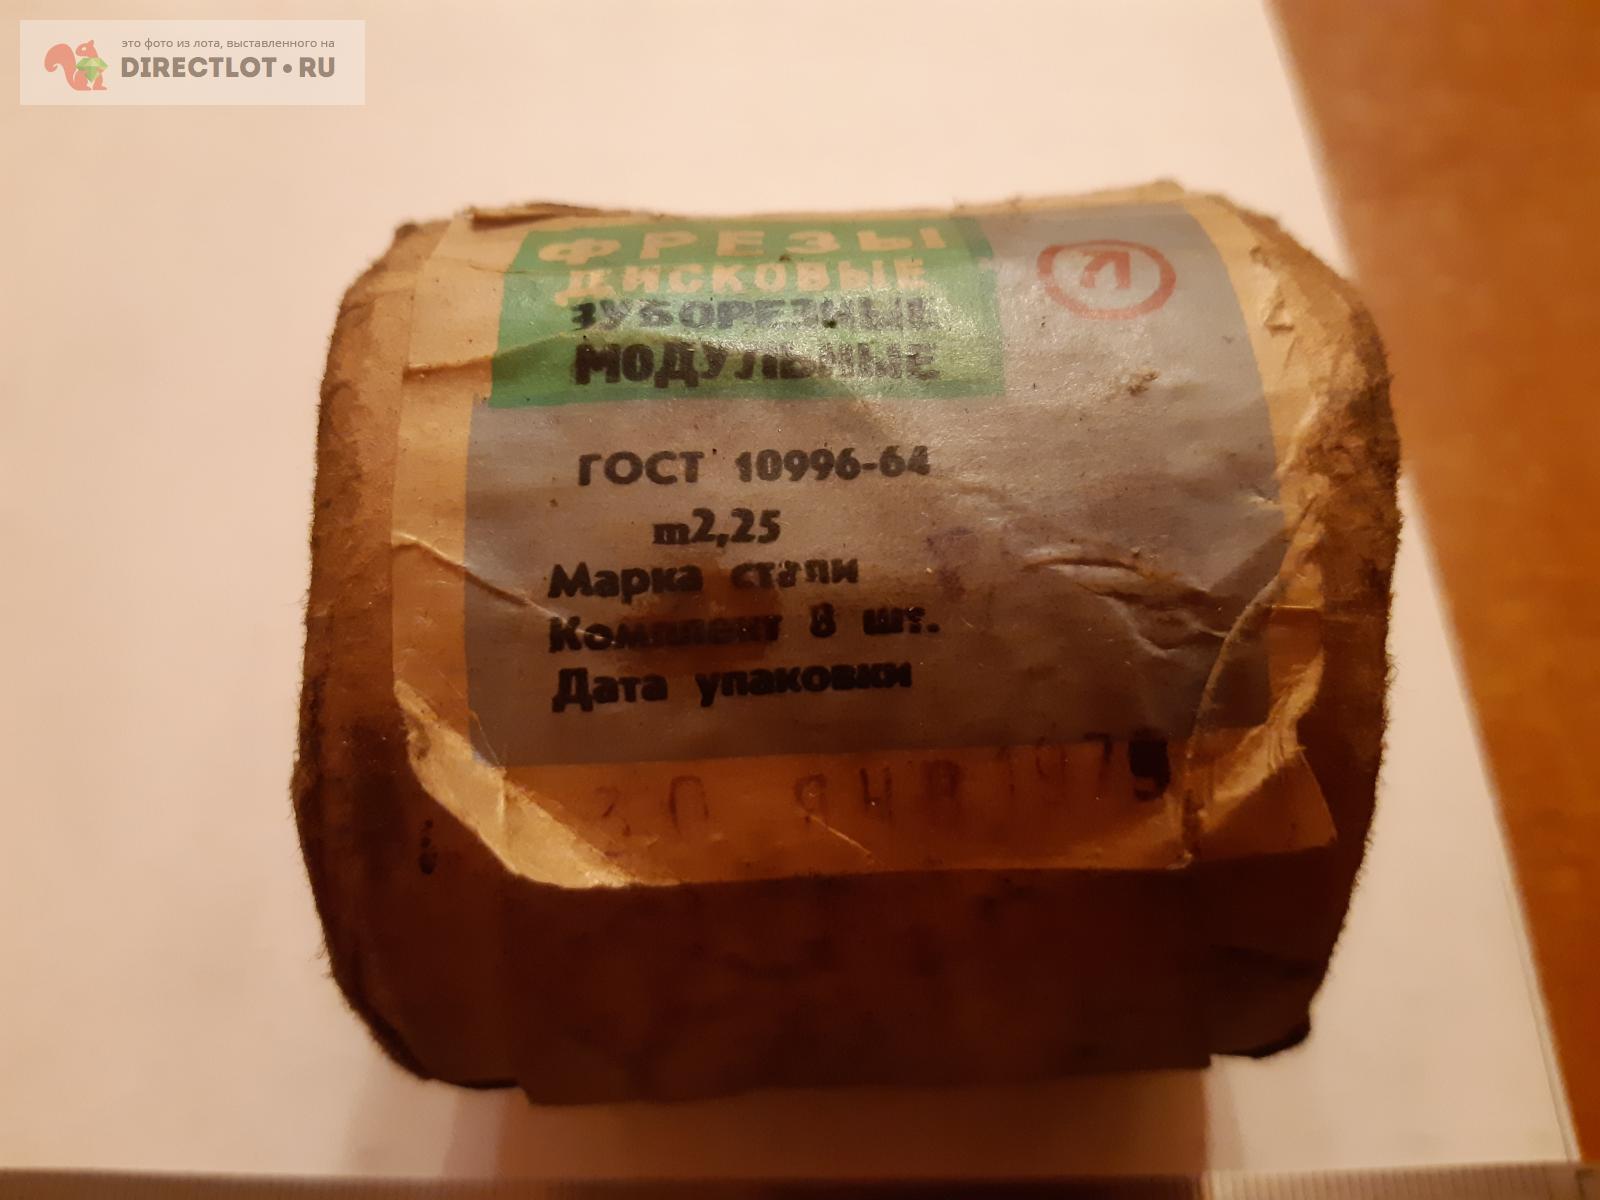 это фото из лота, выставленного на
DIRECTLOT•RU
ФРЕЗЫ
ДИСКОВЫЕ
ЗУБОРЕЗНЫЕ
МОДУЛЬНЫЕ
ГОСТ 10996-64
m2,25
Марка стали
Комплект 8 шт.
Дата упаковки
30 ЯНВ 1975